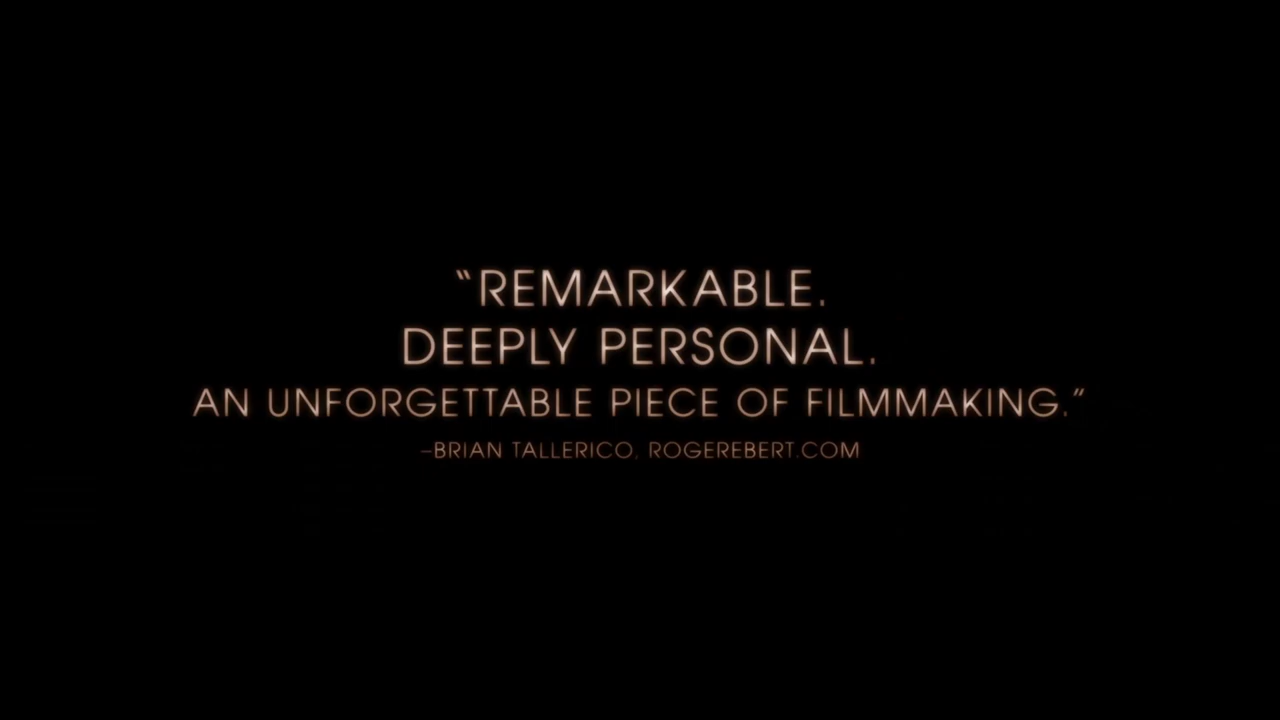 “REMARKABLE.
DEEPLY PERSONAL.
AN UNFORGETTABLE PIECE OF FILMMAKING.”
–BRIAN TALLERICO, ROGEREBERT.COM